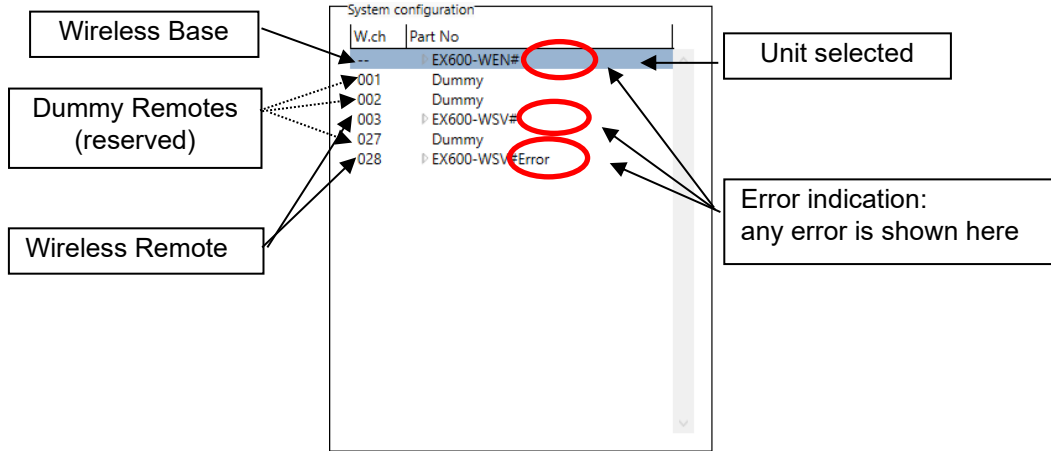 System configuration
W.ch Part No
-- EX600-WEN#
001 Dummy
002 Dummy
003 EX600-WSV#
027 Dummy
028 EX600-WSV#Error
Wireless Base
Dummy Remotes
(reserved)
Wireless Remote
Unit selected
Error indication:
any error is shown here